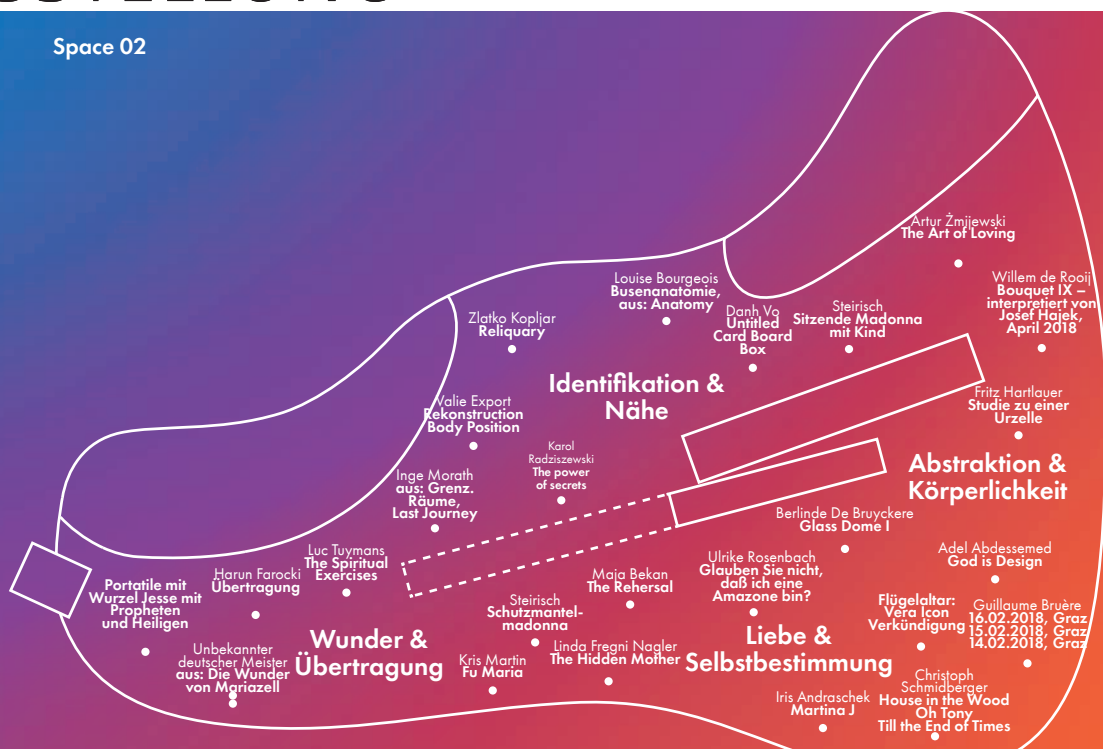 Space 02
Artur Żmijewski
The Art of Loving
Willem de Rooij
Bouquet IX –
interpretiert von
Josef Hajek,
April 2018
Louise Bourgeois
Busenanatomie,
aus: Anatomy
Danh Vo
Untitled
Card Board
Box
Steirisch
Sitzende Madonna
mit Kind
Zlatko Kopljar
Reliquary
Identifikation &
Nähe
Fritz Hartlauer
Studie zu einer
Urzelle
Valie Export
Rekonstruction
Body Position
Karol
Radziszewski
The power
of secrets
Abstraktion &
Körperlichkeit
Inge Morath
aus: Grenz.
Räume,
Last Journey
Berlinde De Bruyckere
Glass Dome I
Luc Tuymans
The Spiritual
Exercises
Adel Abdessemed
God is Design
Ulrike Rosenbach
Glauben Sie nicht,
daß ich eine
Amazone bin?
Harun Farocki
Übertragung
Maja Bekan
The Rehersal
Portatile mit
Wurzel Jesse mit
Propheten
und Heiligen
Steirisch
Schutzmantel-
madonna
Flügelaltar:
Vera Icon
Verkündigung
Guillaume Bruère
16.02.2018, Graz
15.02.2018, Graz
14.02.2018, Graz
Wunder &
Übertragung
Liebe &
Selbstbestimmung
Unbekannter
deutscher Meister
aus: Die Wunder
von Mariazell
Kris Martin
Fu Maria
Linda Fregni Nagler
The Hidden Mother
Iris Andraschek
Martina J
Christoph
Schmidberger
House in the Wood
Oh Tony
Till the End of Times